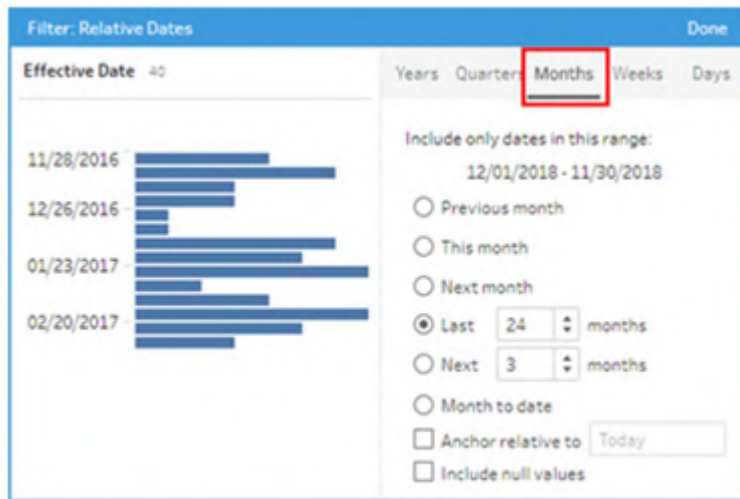 Filter: Relative Dates Done
Effective Date 40
11/28/2016
12/26/2016
01/23/2017
02/20/2017
Years Quarters Months Weeks Days
Include only dates in this range:
12/01/2018 - 11/30/2018
Previous month
This month
Next month
Last 24 months
Next 3 months
Month to date
Anchor relative to Today
Include null values